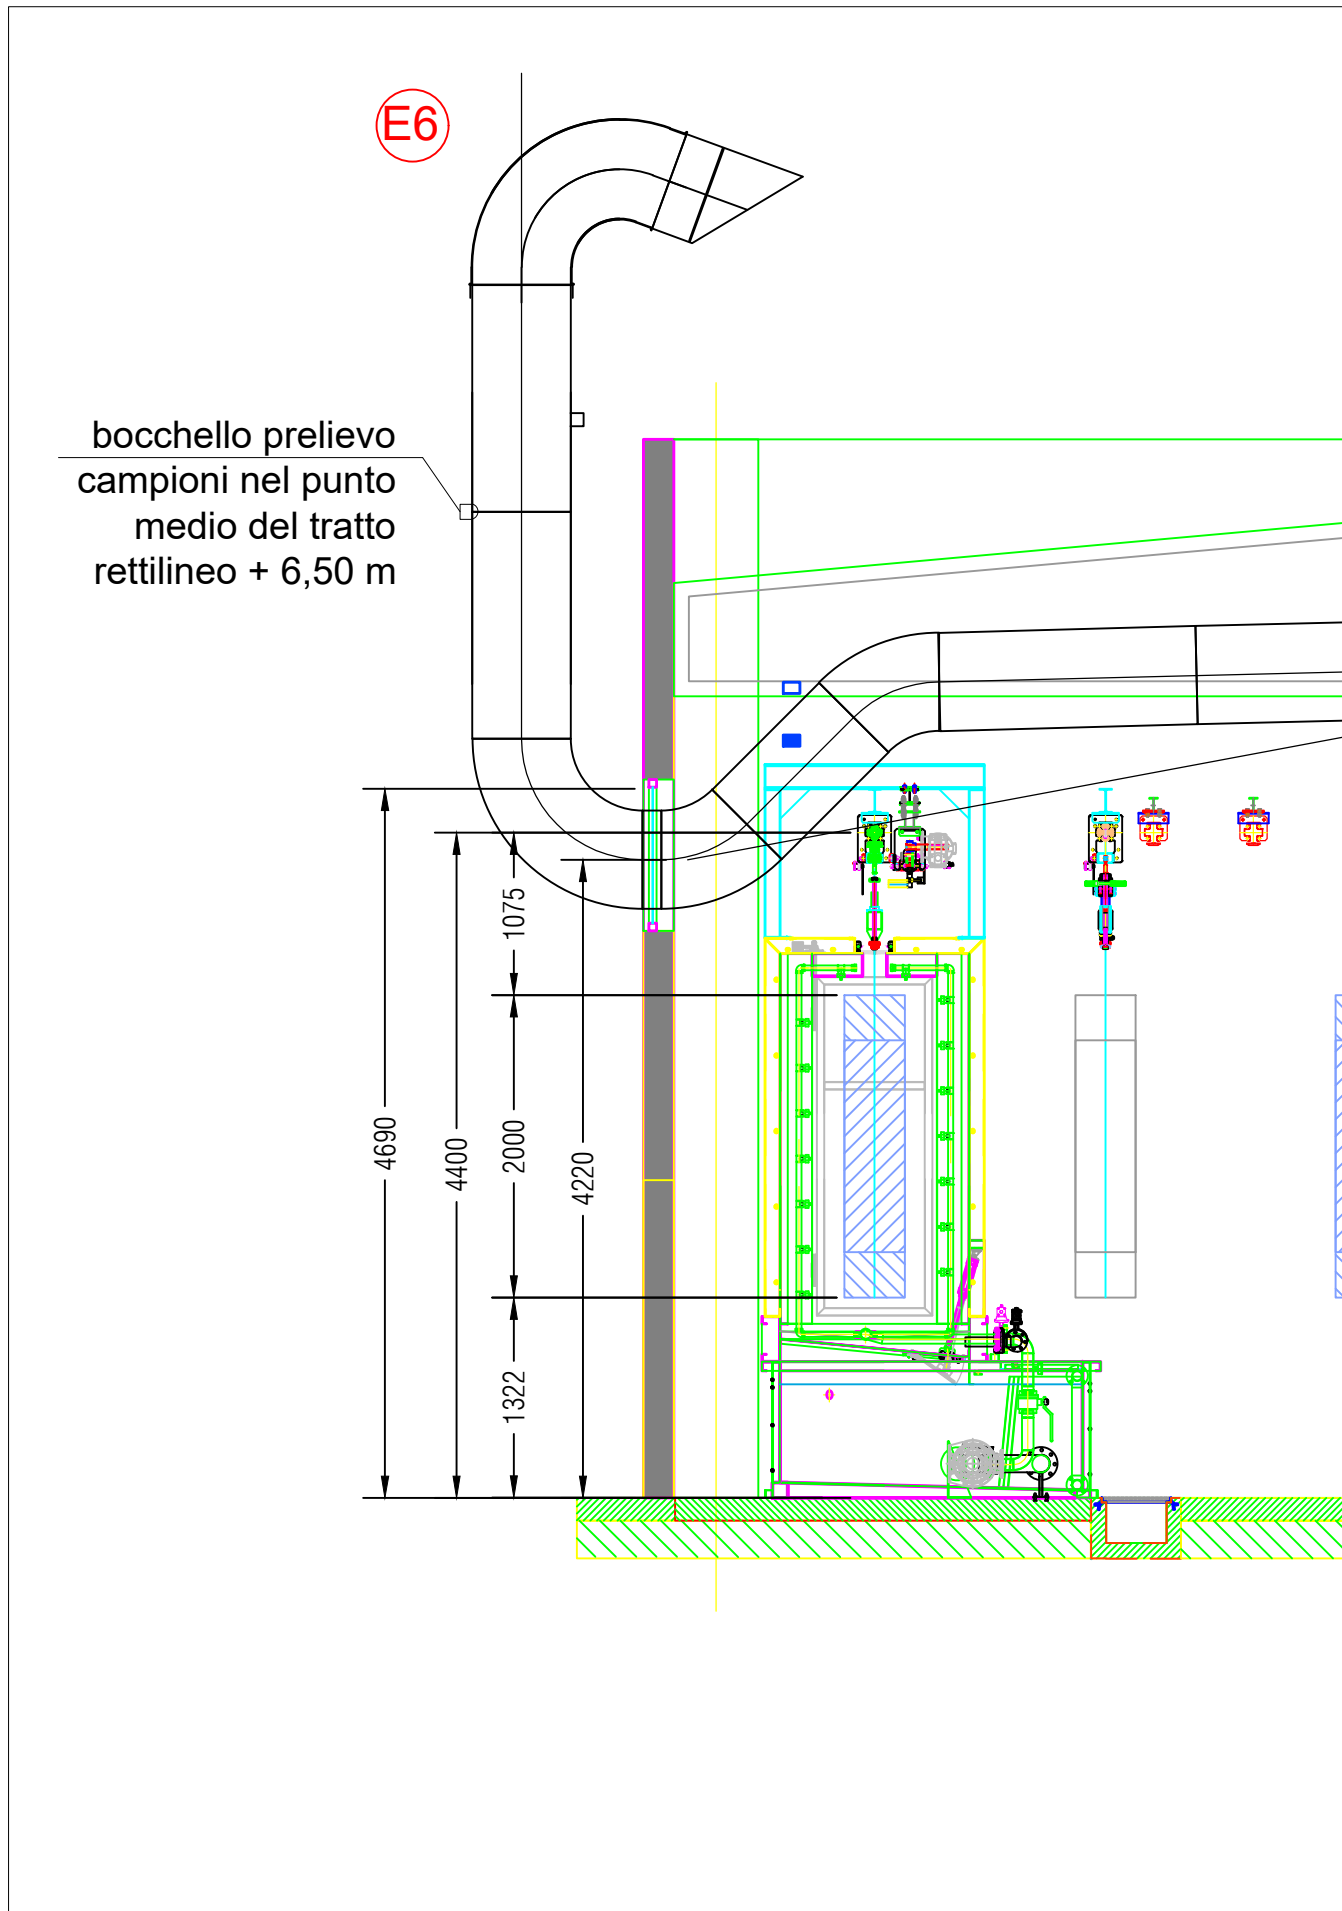 E6
bocchello prelievo
campioni nel punto
medio del tratto
rettilineo + 6,50 m
4690
4400
1075
2000
1322
4220